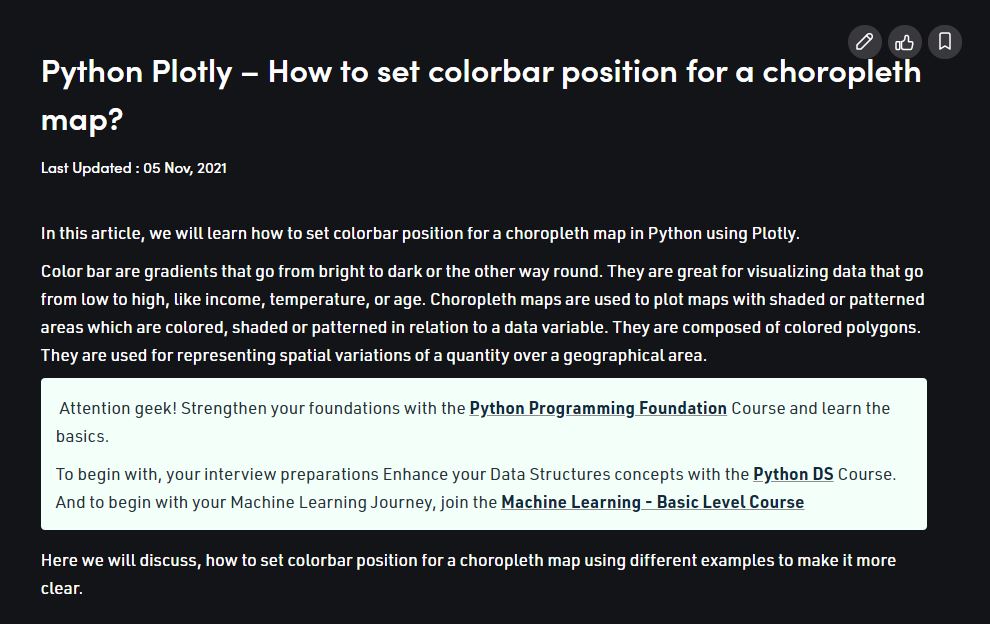 Python Plotly – How to set colorbar position for a choropleth
map?
Last Updated : 05 Nov, 2021
In this article, we will learn how to set colorbar position for a choropleth map in Python using Plotly.
Color bar are gradients that go from bright to dark or the other way round. They are great for visualizing data that go
from low to high, like income, temperature, or age. Choropleth maps are used to plot maps with shaded or patterned
areas which are colored, shaded or patterned in relation to a data variable. They are composed of colored polygons.
They are used for representing spatial variations of a quantity over a geographical area.
Attention geek! Strengthen your foundations with the Python Programming Foundation Course and learn the
basics.
To begin with, your interview preparations Enhance your Data Structures concepts with the Python DS Course.
And to begin with your Machine Learning Journey, join the Machine Learning - Basic Level Course
Here we will discuss, how to set colorbar position for a choropleth map using different examples to make it more
clear.